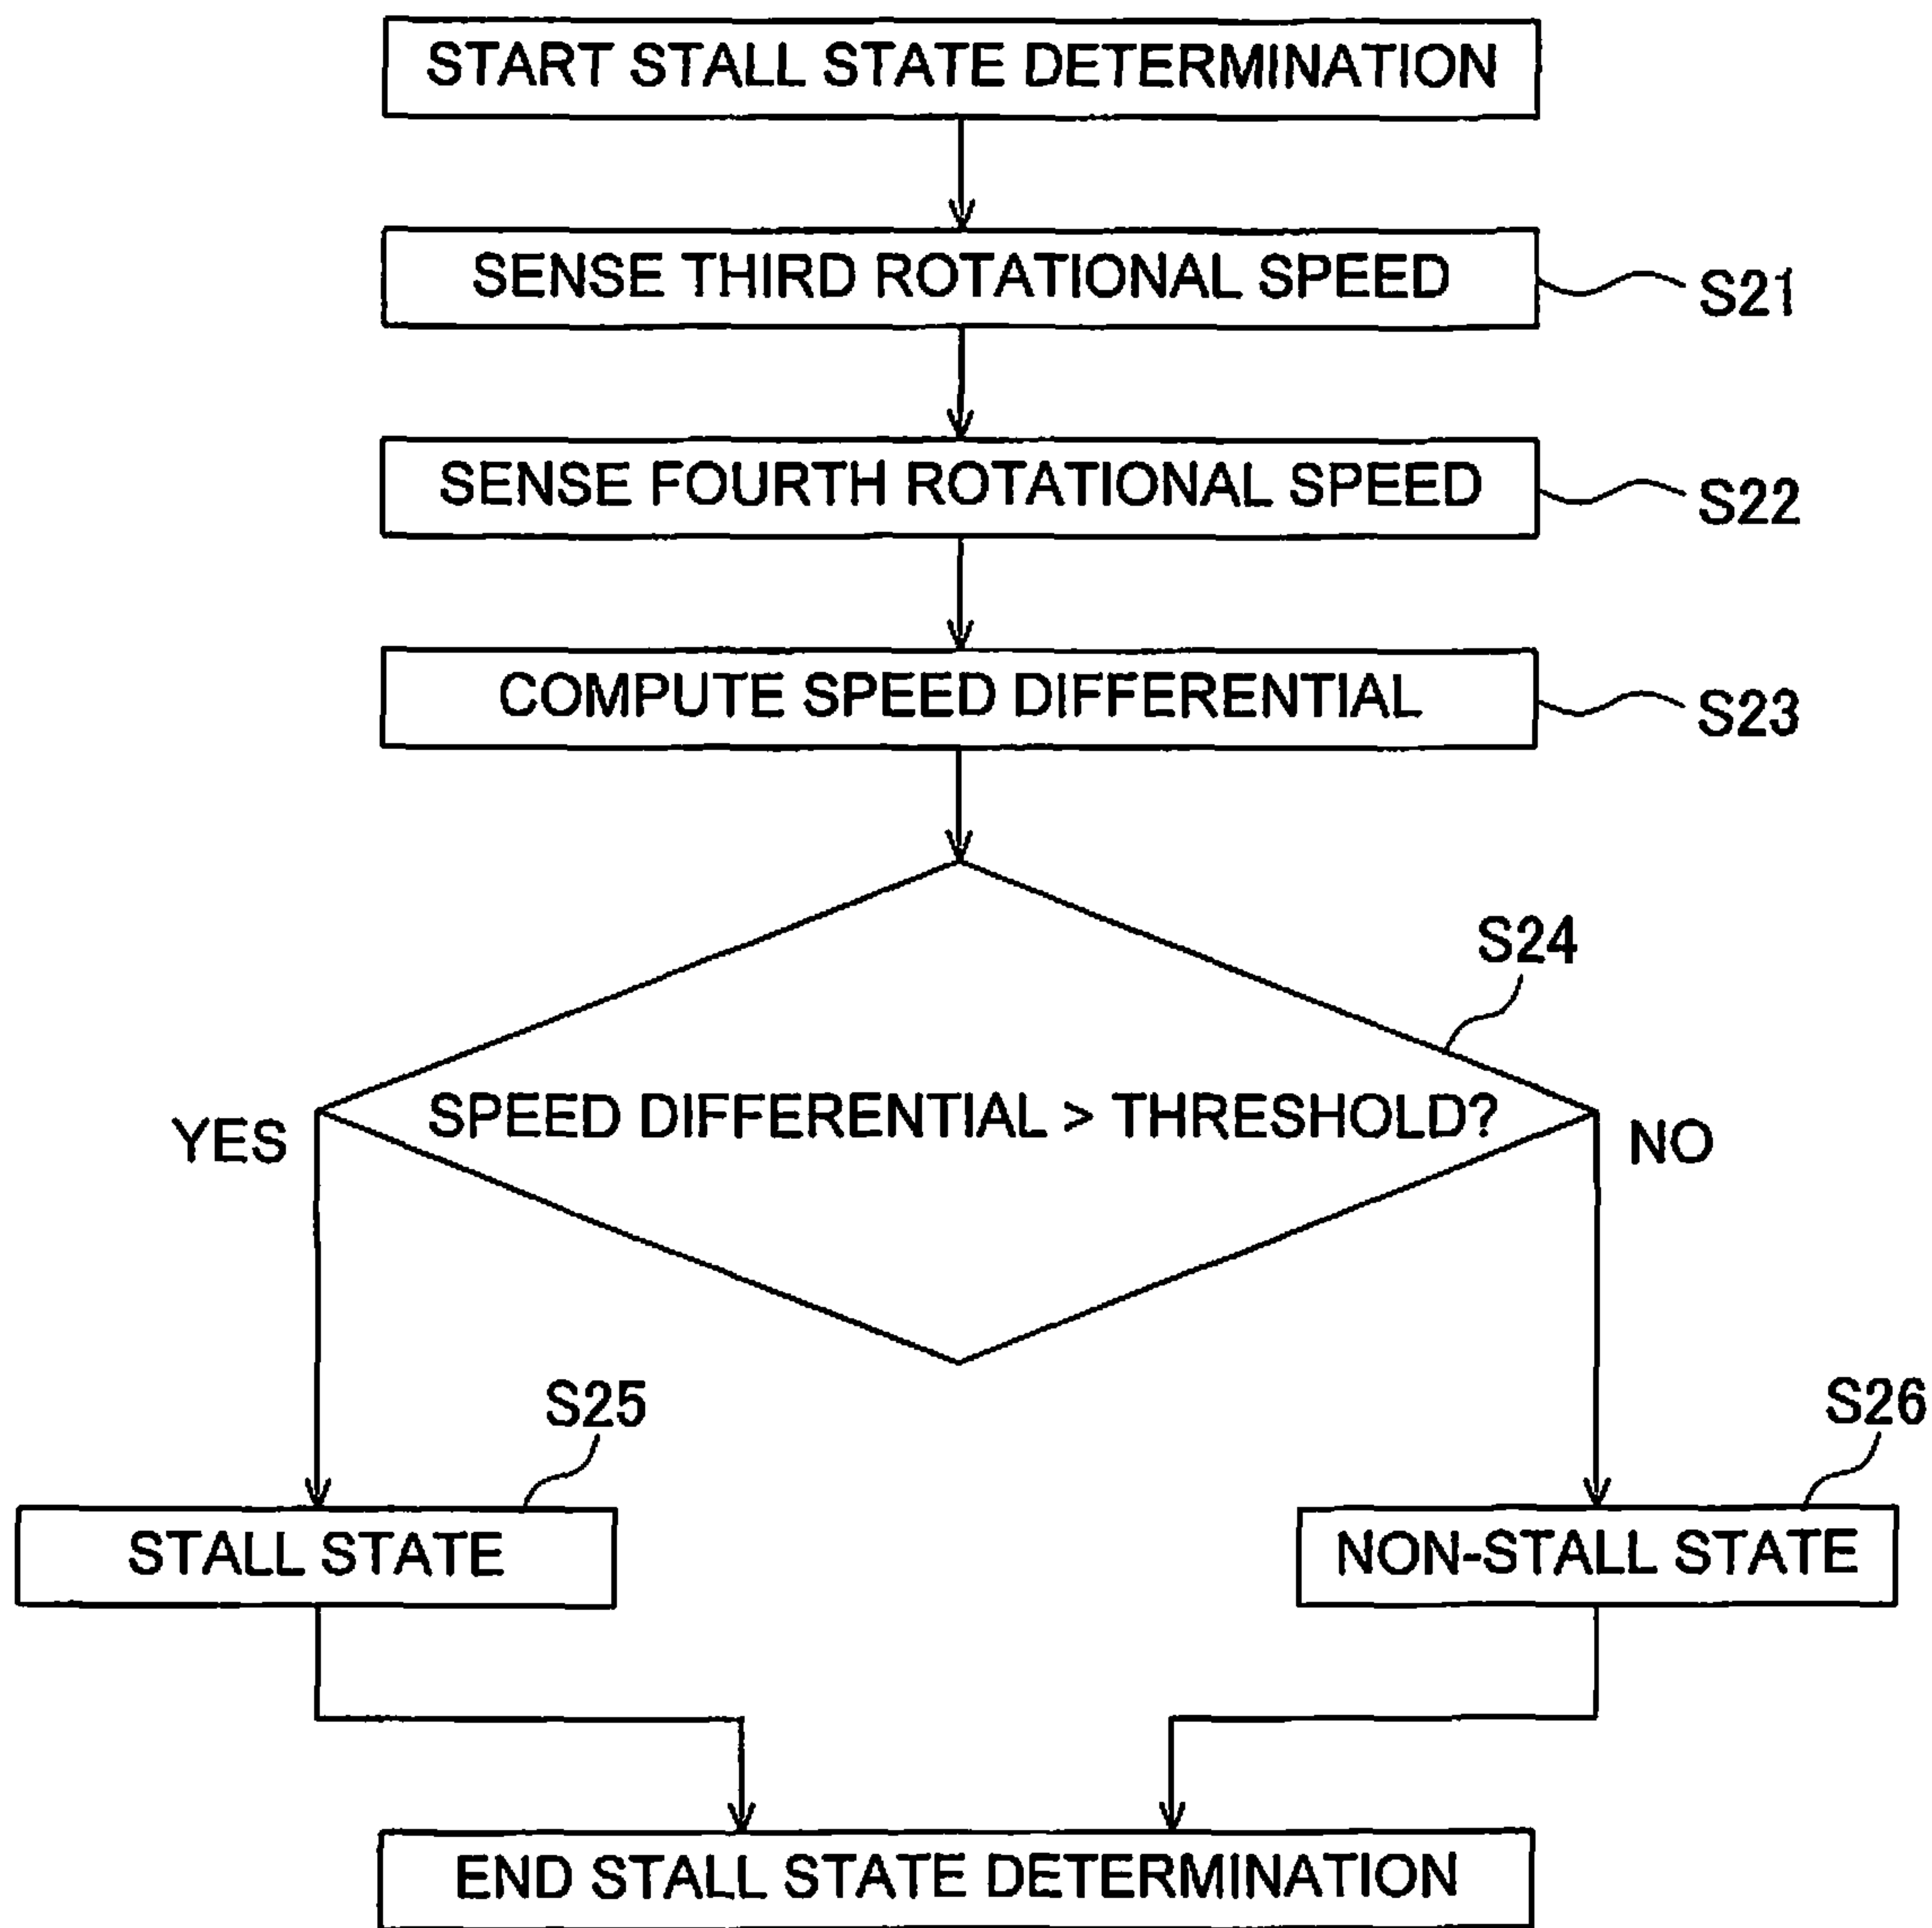 START STALL STATE DETERMINATION
SENSE THIRD ROTATIONAL SPEED
S21
SENSE FOURTH ROTATIONAL SPEED
S22
COMPUTE SPEED DIFFERENTIAL
S23
S24
SPEED DIFFERENTIAL > THRESHOLD?
YES
NO
S25
S26
STALL STATE
NON-STALL STATE
END STALL STATE DETERMINATION